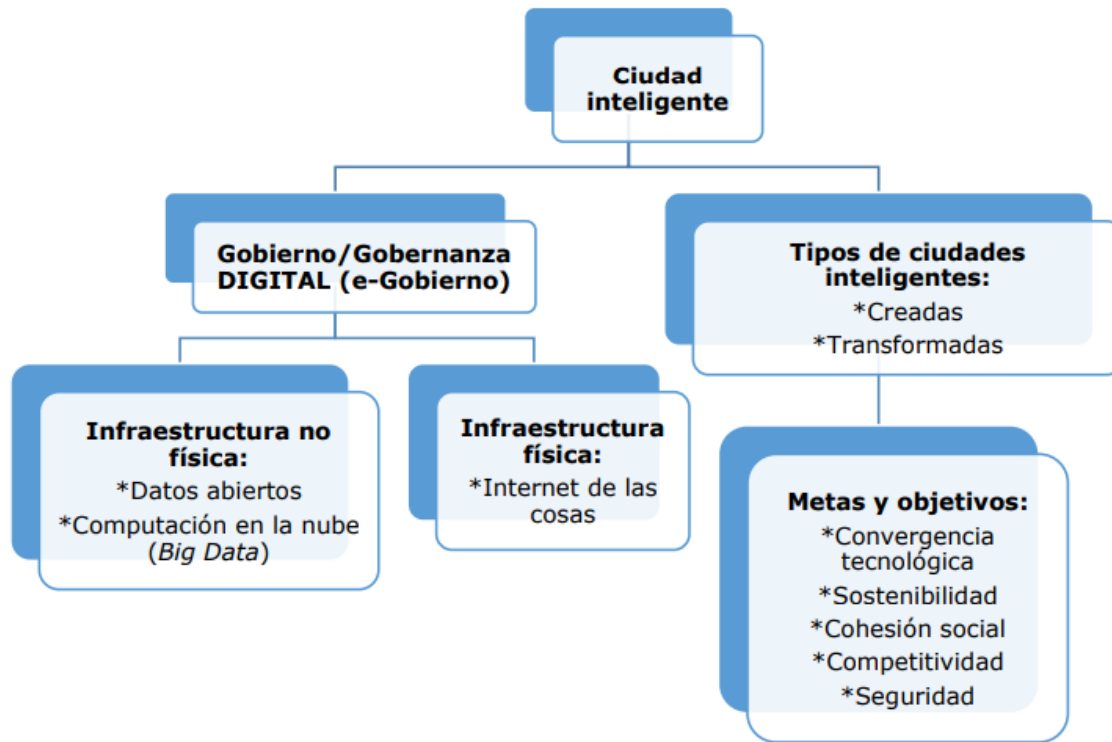 Ciudad
inteligente
Gobierno/Gobernanza
DIGITAL (e-Gobierno)
Tipos de ciudades
inteligentes:
*Creadas
*Transformadas
Infraestructura no
física:
*Datos abiertos
*Computación en la nube
(Big Data)
Infraestructura
física:
*Internet de las
cosas
Metas y objetivos:
*Convergencia
tecnológica
*Sostenibilidad
*Cohesión social
*Competitividad
*Seguridad